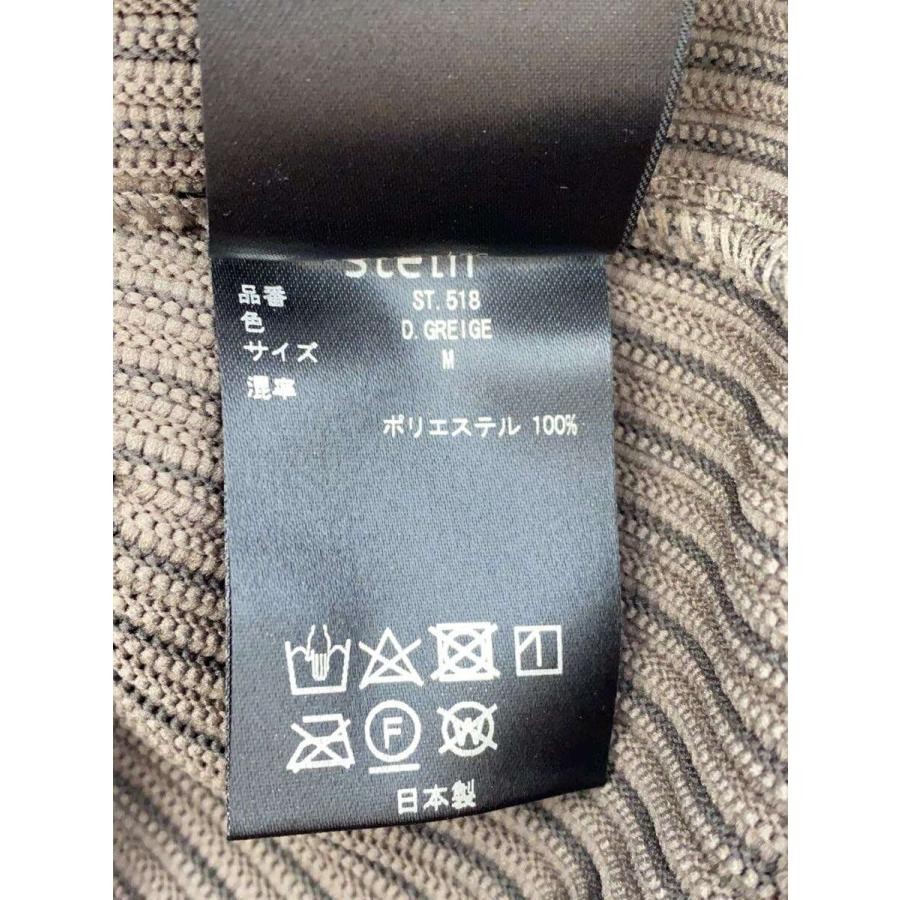 stein
品番 ST.518
色 D.GREIGE
サイズ M
混率
ポリエステル 100%
F
W
日本製